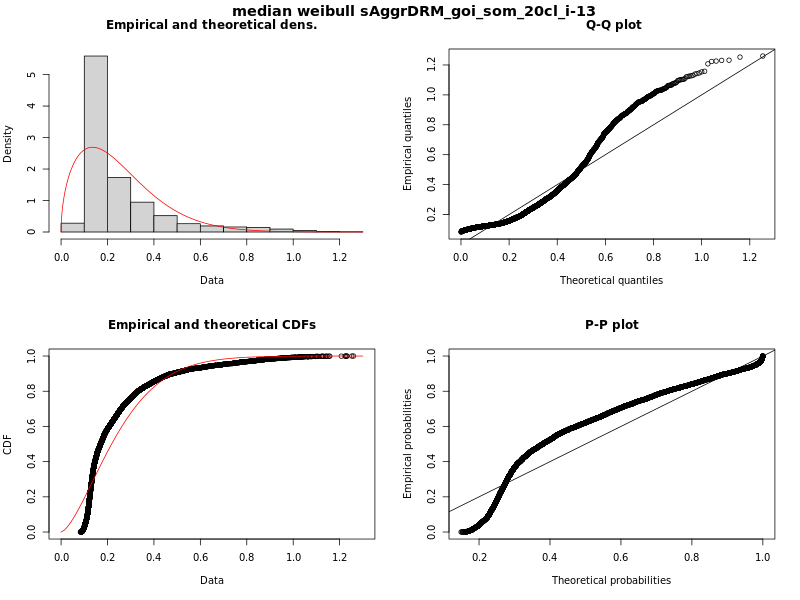 median weibull sAggrDRM_goi_som_20cl_i-13
Empirical and theoretical dens.
Density
0 1 2 3 4 5
0.0 0.2 0.4 0.6 0.8 1.0 1.2
Data
Q-Q plot
Empirical quantiles
0.2 0.4 0.6 0.8 1.0 1.2
0.0 0.2 0.4 0.6 0.8 1.0 1.2
Theoretical quantiles
Empirical and theoretical CDFs
CDF
0.0 0.2 0.4 0.6 0.8 1.0
0.0 0.2 0.4 0.6 0.8 1.0 1.2
Data
P-P plot
Empirical probabilities
0.0 0.2 0.4 0.6 0.8 1.0
0.2 0.4 0.6 0.8 1.0
Theoretical probabilities